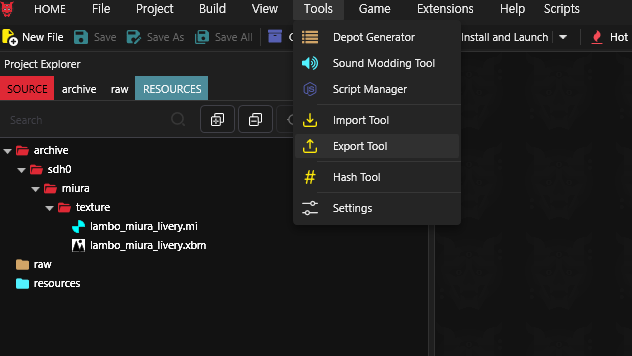 HOME File Project Build View Tools Game Extensions Help Scripts
New File Save Save As Save All Install and Launch Hot
Project Explorer
SOURCE archive raw RESOURCES
Search
archive
sdh0
miura
texture
lambo_miura_livery.mi
lambo_miura_livery.xbm
raw
resources
Depot Generator
Sound Modding Tool
Script Manager
Import Tool
Export Tool
Hash Tool
Settings